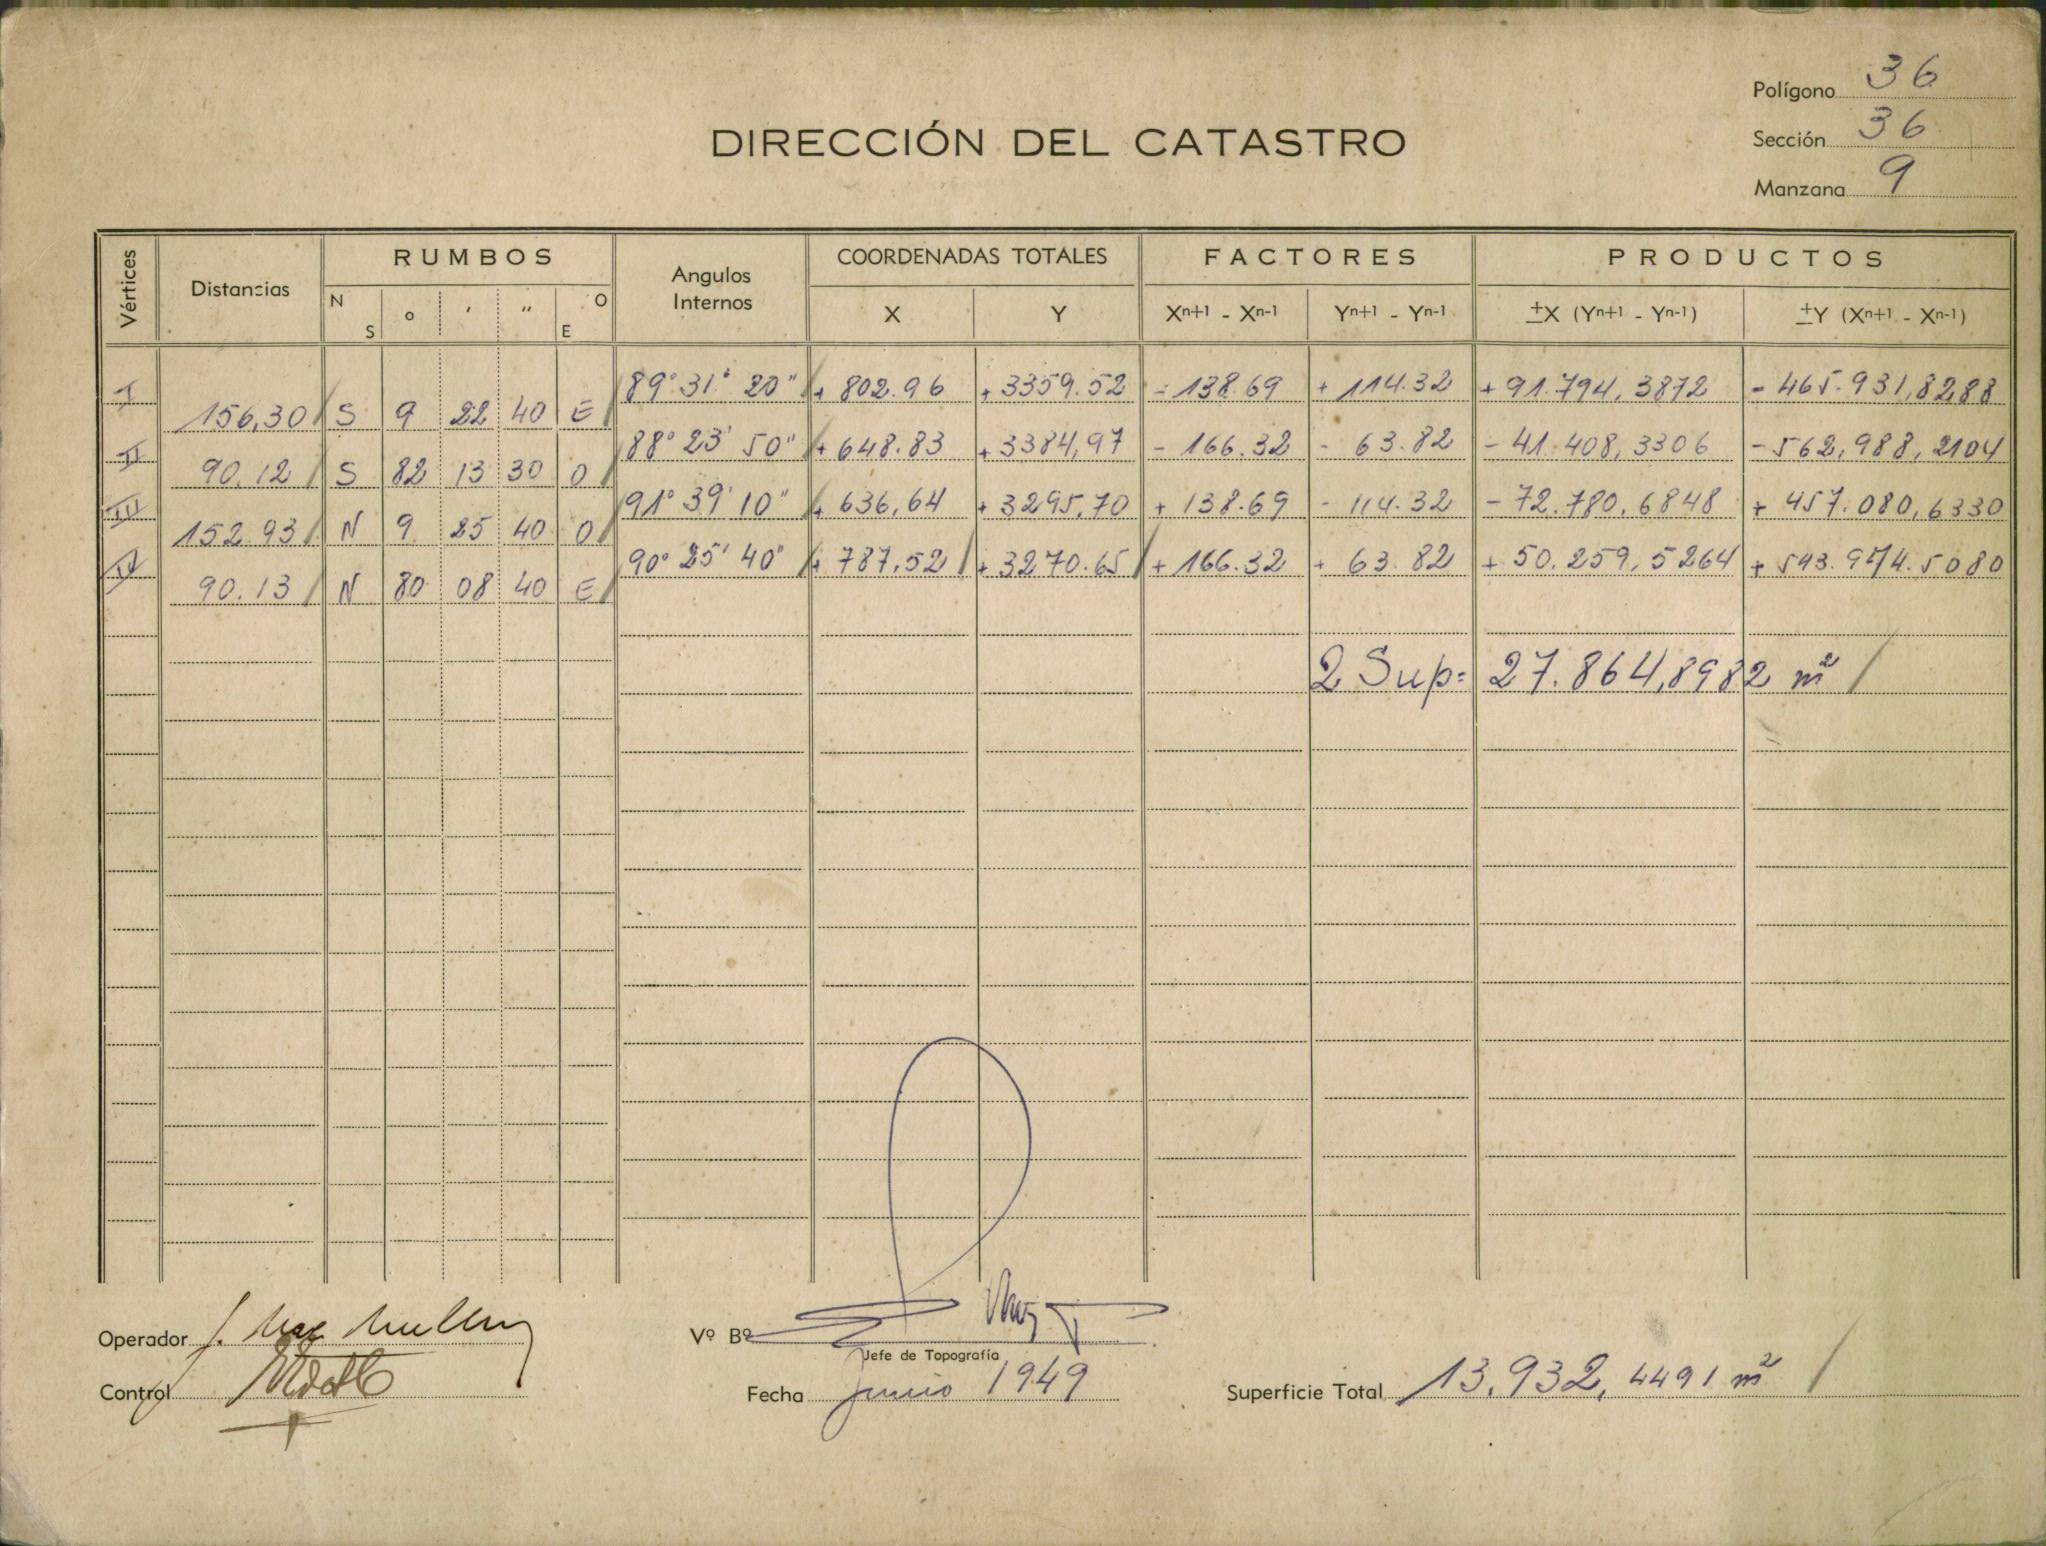 Polígono 36
DIRECCIÓN DEL CATASTRO
Sección 36
Manzana 9
Vértices Distancias RUMBOS Angulos Internos COORDENADAS TOTALES FACTORES PRODUCTOS
N S ° ' " O E X Y Xn+1 - Xn-1 Yn+1 - Yn-1 ±X (Yn+1 - Yn-1) ±Y (Xn+1 - Xn-1)
I 89° 31' 20" + 802.96 + 3359.52 - 138.69 + 114.32 + 91.794,3872 - 465.931,8288
156,30 S 9 22 40 E
II 88° 23' 50" + 648.83 + 3384,97 - 166.32 - 63.82 - 41.408,3306 - 562,988,2104
90.12 S 82 13 30 O
III 91° 39' 10" + 636,64 + 3295,70 + 138.69 - 114.32 - 72.780,6848 + 457.080,6330
152.93 N 9 25 40 O
IV 90° 25' 40" + 787,52 + 3270.65 + 166.32 + 63.82 + 50.259,5264 + 543.974.5080
90.13 N 80 08 40 E
2 Sup= 27.864,8982 m²
Operador
Vº Bº
Jefe de Topografía
Control
Fecha Junio 1949
Superficie Total 13.932,4491 m²